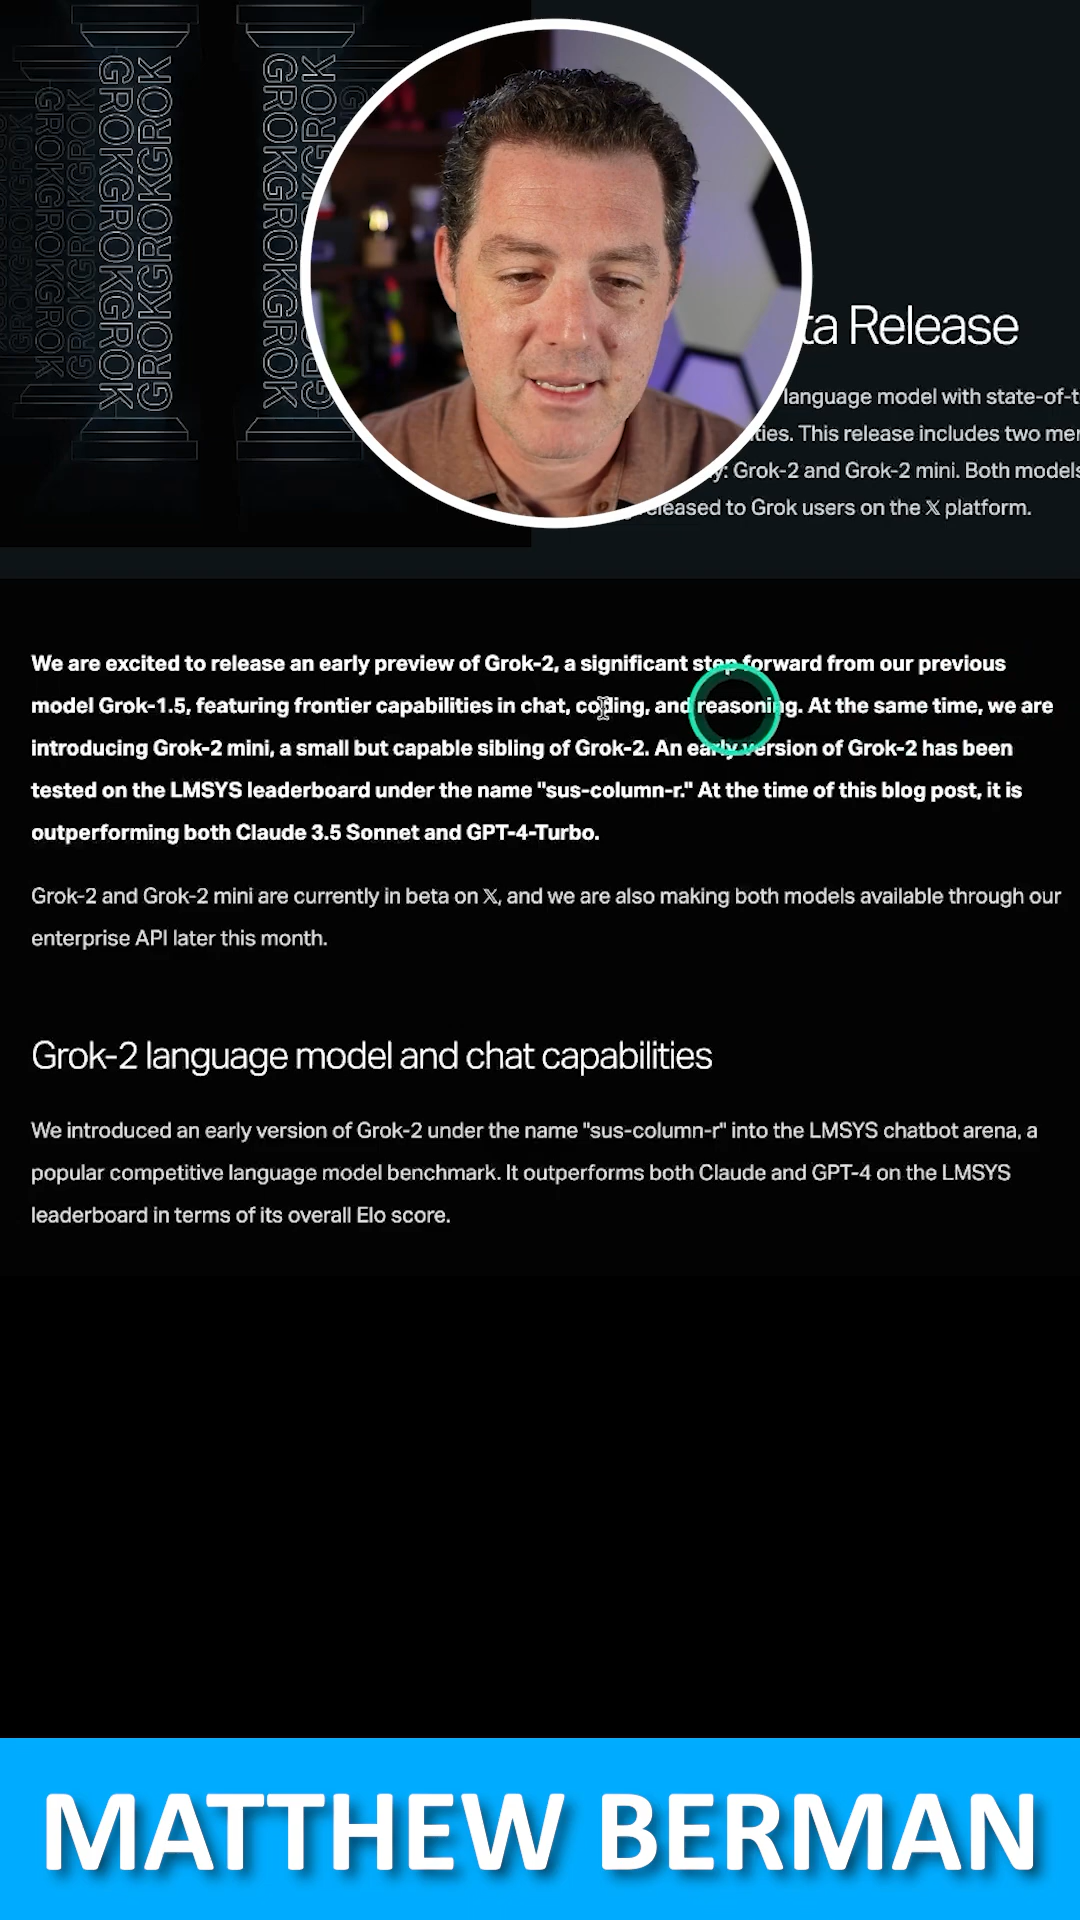 GROKGROKGROK
GROKGROKGROK
GROKGROKGROK
GROKGROKGROK
GROKGROK
GROKGROK
ta Release
language model with state-of-t
ties. This release includes two mem
y: Grok-2 and Grok-2 mini. Both models
eleased to Grok users on the 𝕏 platform.
We are excited to release an early preview of Grok-2, a significant step forward from our previous
model Grok-1.5, featuring frontier capabilities in chat, coding, and reasoning. At the same time, we are
introducing Grok-2 mini, a small but capable sibling of Grok-2. An early version of Grok-2 has been
tested on the LMSYS leaderboard under the name "sus-column-r." At the time of this blog post, it is
outperforming both Claude 3.5 Sonnet and GPT-4-Turbo.
Grok-2 and Grok-2 mini are currently in beta on 𝕏, and we are also making both models available through our
enterprise API later this month.
Grok-2 language model and chat capabilities
We introduced an early version of Grok-2 under the name "sus-column-r" into the LMSYS chatbot arena, a
popular competitive language model benchmark. It outperforms both Claude and GPT-4 on the LMSYS
leaderboard in terms of its overall Elo score.
MATTHEW BERMAN